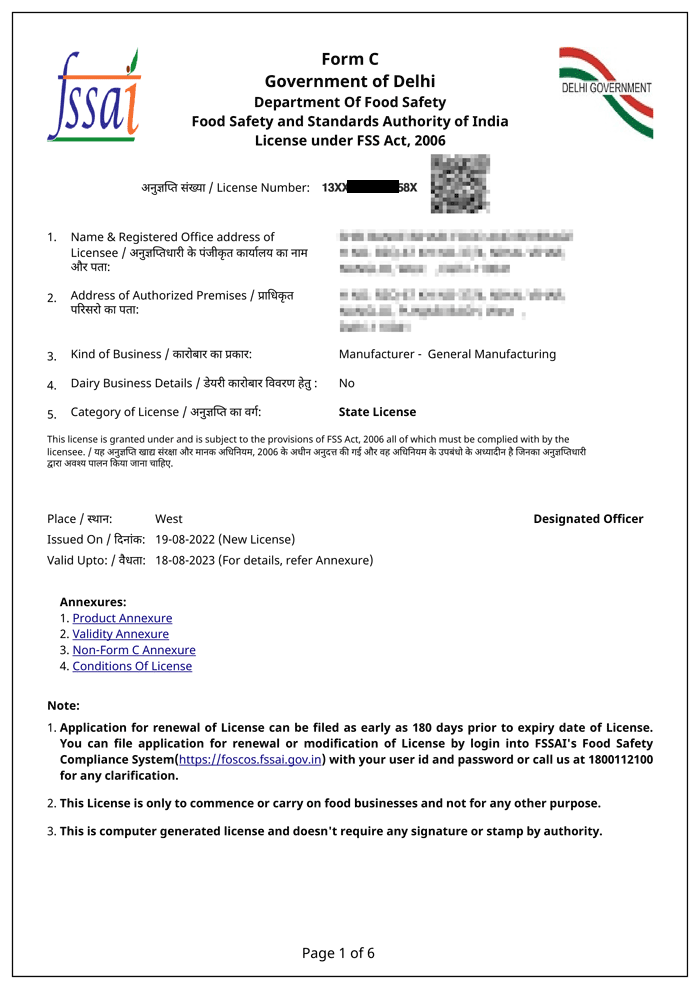 fssai
Form C
Government of Delhi
Department Of Food Safety
Food Safety and Standards Authority of India
License under FSS Act, 2006
DELHI GOVERNMENT
अनुज्ञप्ति संख्या / License Number: 13XX 58X
1. Name & Registered Office address of
Licensee / अनुज्ञप्तिधारी के पंजीकृत कार्यालय का नाम
और पता:
2. Address of Authorized Premises / प्राधिकृत
परिसरो का पता:
3. Kind of Business / कारोबार का प्रकार: Manufacturer - General Manufacturing
4. Dairy Business Details / डेयरी कारोबार विवरण हेतु : No
5. Category of License / अनुज्ञप्ति का वर्ग: State License
This license is granted under and is subject to the provisions of FSS Act, 2006 all of which must be complied with by the
licensee. / यह अनुज्ञप्ति खाद्य संरक्षा और मानक अधिनियम, 2006 के अधीन अनुदत्त की गई और वह अधिनियम के उपबंधो के अध्यादीन है जिनका अनुज्ञप्तिधारी
द्वारा अवश्य पालन किया जाना चाहिए.
Place / स्थान: West Designated Officer
Issued On / दिनांक: 19-08-2022 (New License)
Valid Upto: / वैधता: 18-08-2023 (For details, refer Annexure)
Annexures:
1. Product Annexure
2. Validity Annexure
3. Non-Form C Annexure
4. Conditions Of License
Note:
1. Application for renewal of License can be filed as early as 180 days prior to expiry date of License.
You can file application for renewal or modification of License by login into FSSAI's Food Safety
Compliance System(https://foscos.fssai.gov.in) with your user id and password or call us at 1800112100
for any clarification.
2. This License is only to commence or carry on food businesses and not for any other purpose.
3. This is computer generated license and doesn't require any signature or stamp by authority.
Page 1 of 6